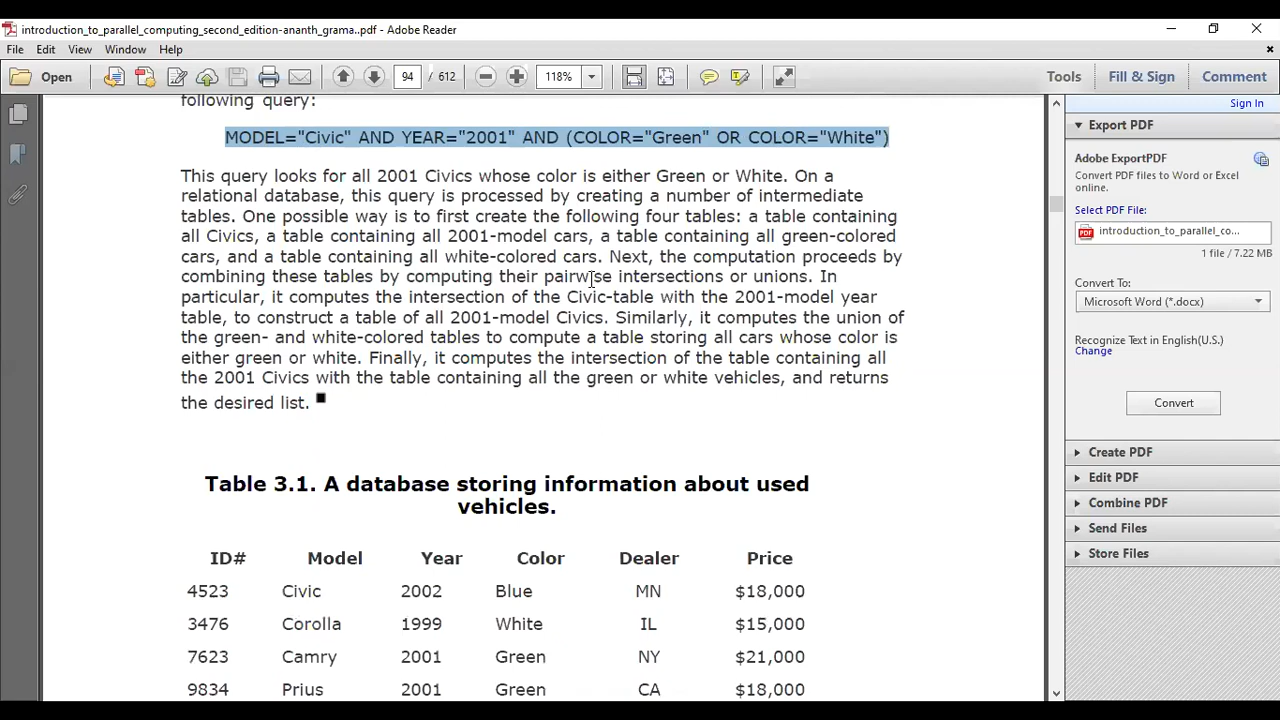 introduction_to_parallel_computing_second_edition-ananth_grama..pdf - Adobe Reader
File Edit View Window Help
Open 94 / 612 118% Tools Fill & Sign Comment
Sign In
following query:
MODEL="Civic" AND YEAR="2001" AND (COLOR="Green" OR COLOR="White")
This query looks for all 2001 Civics whose color is either Green or White. On a
relational database, this query is processed by creating a number of intermediate
tables. One possible way is to first create the following four tables: a table containing
all Civics, a table containing all 2001-model cars, a table containing all green-colored
cars, and a table containing all white-colored cars. Next, the computation proceeds by
combining these tables by computing their pairwise intersections or unions. In
particular, it computes the intersection of the Civic-table with the 2001-model year
table, to construct a table of all 2001-model Civics. Similarly, it computes the union of
the green- and white-colored tables to compute a table storing all cars whose color is
either green or white. Finally, it computes the intersection of the table containing all
the 2001 Civics with the table containing all the green or white vehicles, and returns
the desired list.
Table 3.1. A database storing information about used
vehicles.
ID# Model Year Color Dealer Price
4523 Civic 2002 Blue MN $18,000
3476 Corolla 1999 White IL $15,000
7623 Camry 2001 Green NY $21,000
9834 Prius 2001 Green CA $18,000
Export PDF
Adobe ExportPDF
Convert PDF files to Word or Excel
online.
Select PDF File:
introduction_to_parallel_co...
1 file / 7.22 MB
Convert To:
Microsoft Word (*.docx)
Recognize Text in English(U.S.)
Change
Convert
Create PDF
Edit PDF
Combine PDF
Send Files
Store Files